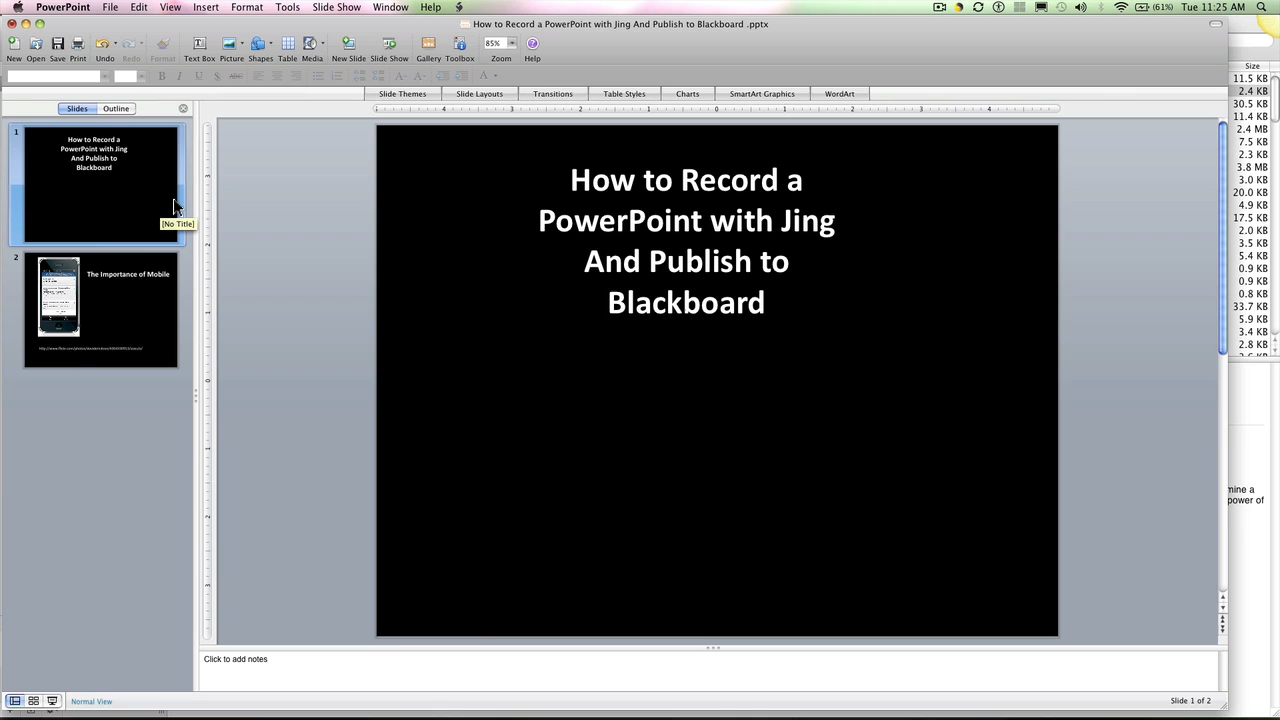 PowerPoint File Edit View Insert Format Tools Slide Show Window Help (61%) Tue 11:25 AM
How to Record a PowerPoint with Jing And Publish to Blackboard .pptx
New Open Save Print Undo Redo Format Text Box Picture Shapes Table Media New Slide Slide Show Gallery Toolbox 85% Zoom Help
Slide Themes Slide Layouts Transitions Table Styles Charts SmartArt Graphics WordArt
Slides Outline
1
How to Record a
PowerPoint with Jing
And Publish to
Blackboard
[No Title]
2
The Importance of Mobile
How to Record a
PowerPoint with Jing
And Publish to
Blackboard
Click to add notes
Normal View
Slide 1 of 2
Size
11.5 KB
2.4 KB
30.5 KB
11.4 KB
2.4 MB
7.5 KB
2.3 KB
3.8 MB
3.0 KB
20.0 KB
4.9 KB
17.5 KB
2.0 KB
3.5 KB
5.4 KB
0.9 KB
0.9 KB
0.8 KB
33.7 KB
5.9 KB
3.4 KB
2.8 KB
mine a
power of